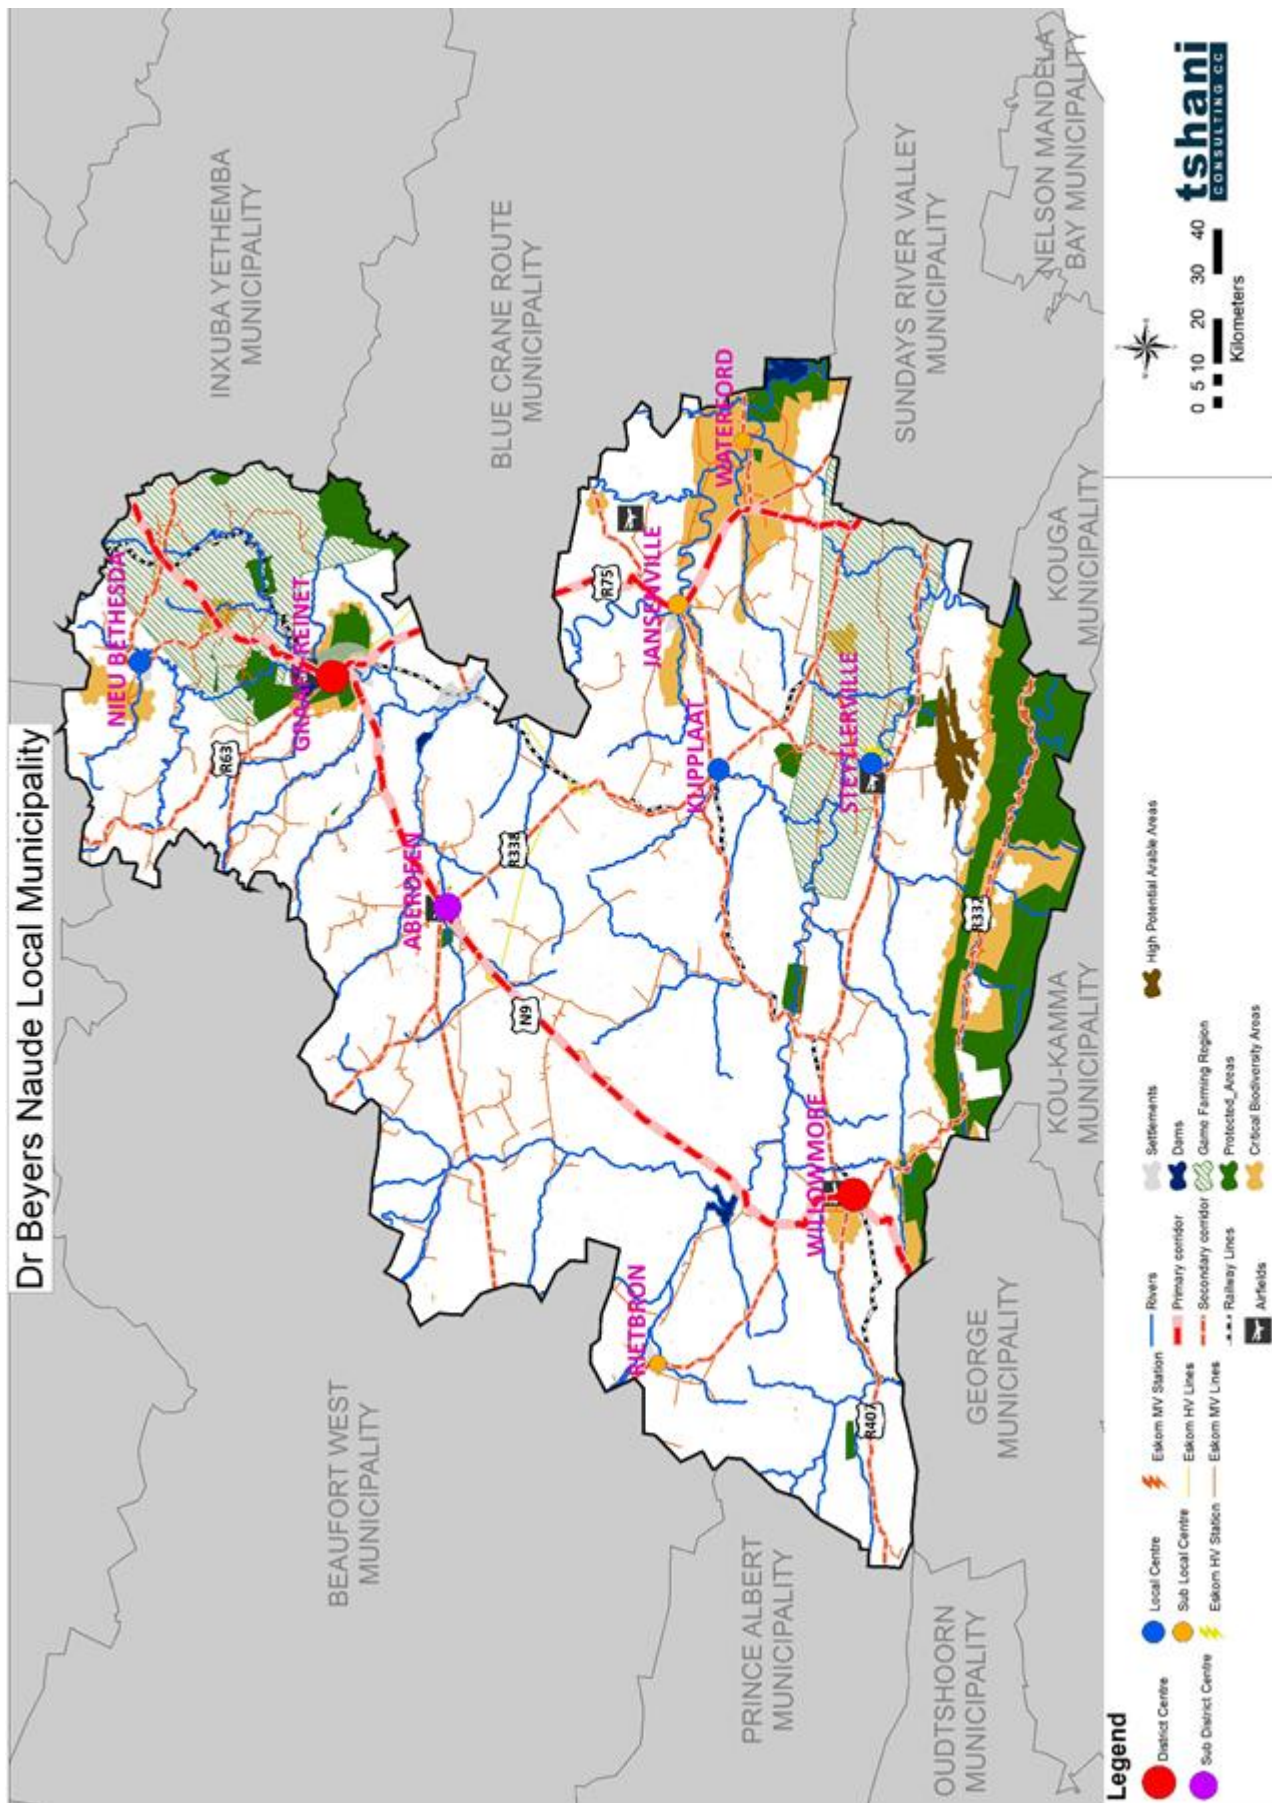 Dr Beyers Naude Local Municipality
INXUBA YETHEMBA
MUNICIPALITY
BEAUFORT WEST
MUNICIPALITY
BLUE CRANE ROUTE
MUNICIPALITY
PRINCE ALBERT
MUNICIPALITY
OUDTSHOORN
MUNICIPALITY
GEORGE
MUNICIPALITY
KOU-KAMMA
MUNICIPALITY
KOUGA
MUNICIPALITY
SUNDAYS RIVER VALLEY
MUNICIPALITY
NELSON MANDELA
BAY MUNICIPALITY
NIEU BETHESDA
GRAAFF REINET
R63
ABERDEEN
R338
N9
R75
JANSENVILLE
WATERFORD
KLIPPLAAT
STEYTLERVILLE
RIETBRON
WILLOWMORE
R332
R407
Legend
District Centre
Sub District Centre
Local Centre
Sub Local Centre
Eskom HV Station
Eskom MV Station
Eskom HV Lines
Eskom MV Lines
Rivers
Primary corridor
Secondary corridor
Railway Lines
Airfields
Settlements
Dams
Game Farming Region
Protected_Areas
Critical Biodiversity Areas
High Potential Arable Areas
0 5 10 20 30 40
Kilometers
tshani
CONSULTING CC